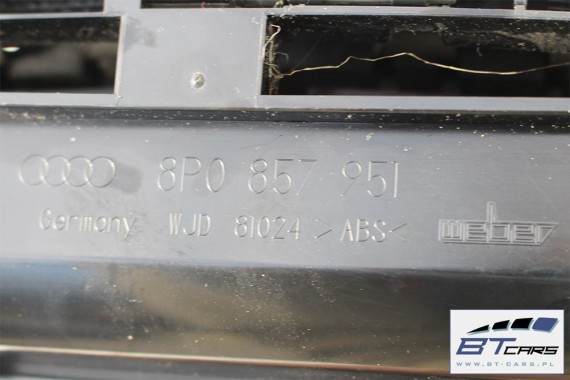 8P0 857 951
Germany WJD 81024 >ABS< weber
BTCARS
WWW.BT-CARS.PL